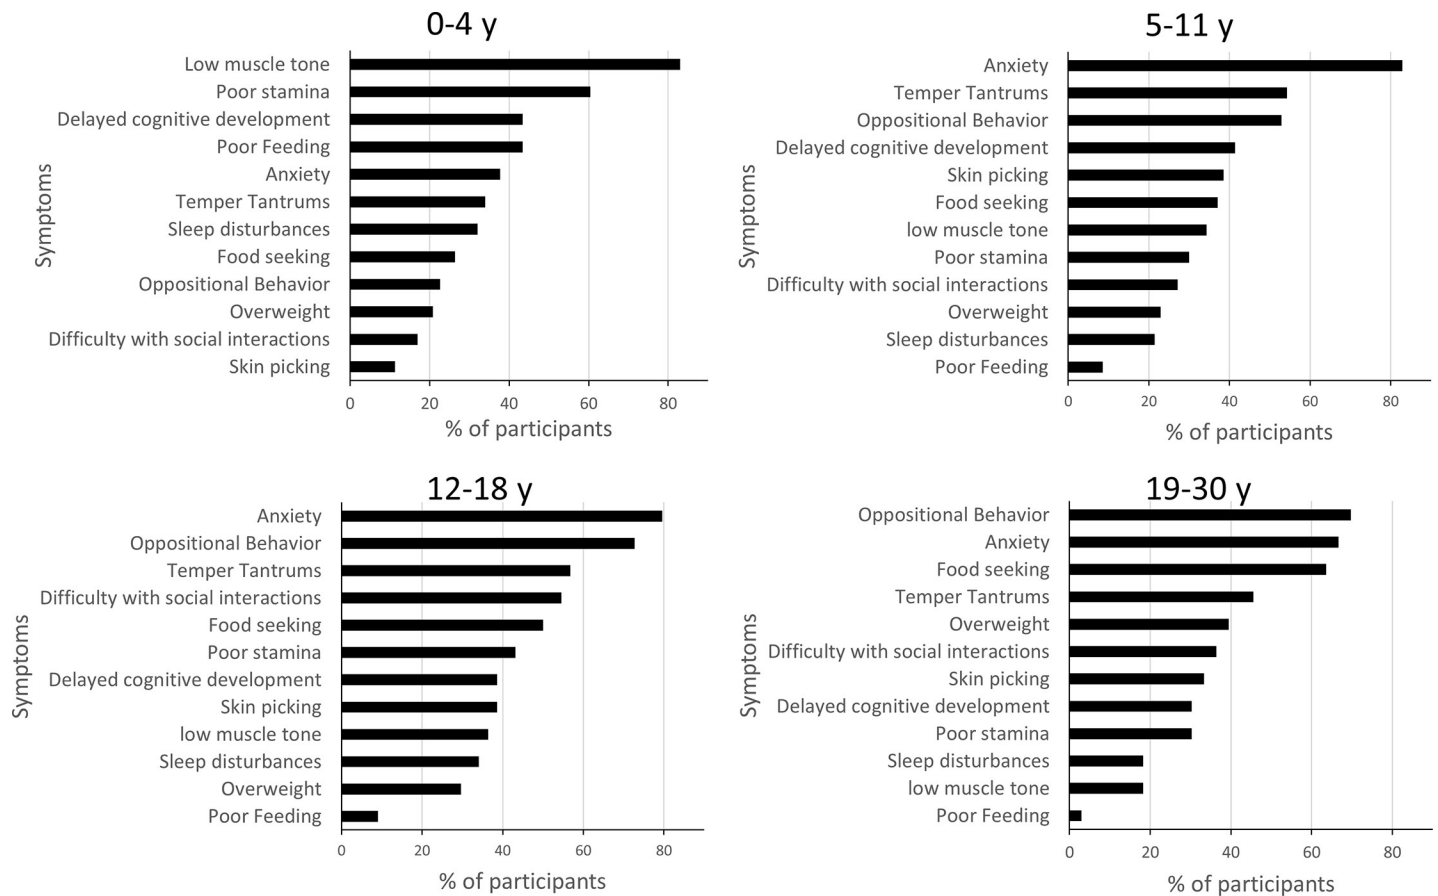 0-4 y
Low muscle tone
Poor stamina
Delayed cognitive development
Poor Feeding
Anxiety
Temper Tantrums
Sleep disturbances
Food seeking
Oppositional Behavior
Overweight
Difficulty with social interactions
Skin picking
Symptoms
0 20 40 60 80
% of participants
5-11 y
Anxiety
Temper Tantrums
Oppositional Behavior
Delayed cognitive development
Skin picking
Food seeking
low muscle tone
Poor stamina
Difficulty with social interactions
Overweight
Sleep disturbances
Poor Feeding
Symptoms
0 20 40 60 80
% of participants
12-18 y
Anxiety
Oppositional Behavior
Temper Tantrums
Difficulty with social interactions
Food seeking
Poor stamina
Delayed cognitive development
Skin picking
low muscle tone
Sleep disturbances
Overweight
Poor Feeding
Symptoms
0 20 40 60 80
% of participants
19-30 y
Oppositional Behavior
Anxiety
Food seeking
Temper Tantrums
Overweight
Difficulty with social interactions
Skin picking
Delayed cognitive development
Poor stamina
Sleep disturbances
low muscle tone
Poor Feeding
Symptoms
0 20 40 60 80
% of participants